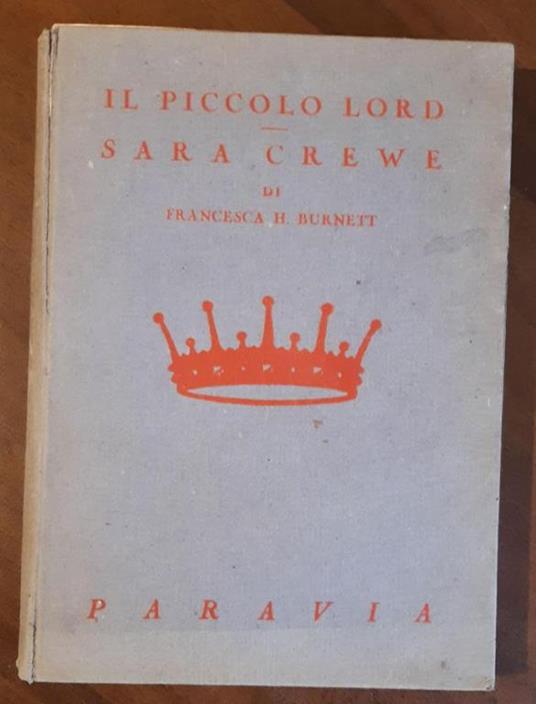 IL PICCOLO LORD
SARA CREWE
DI
FRANCESCA H. BURNETT
PARAVIA